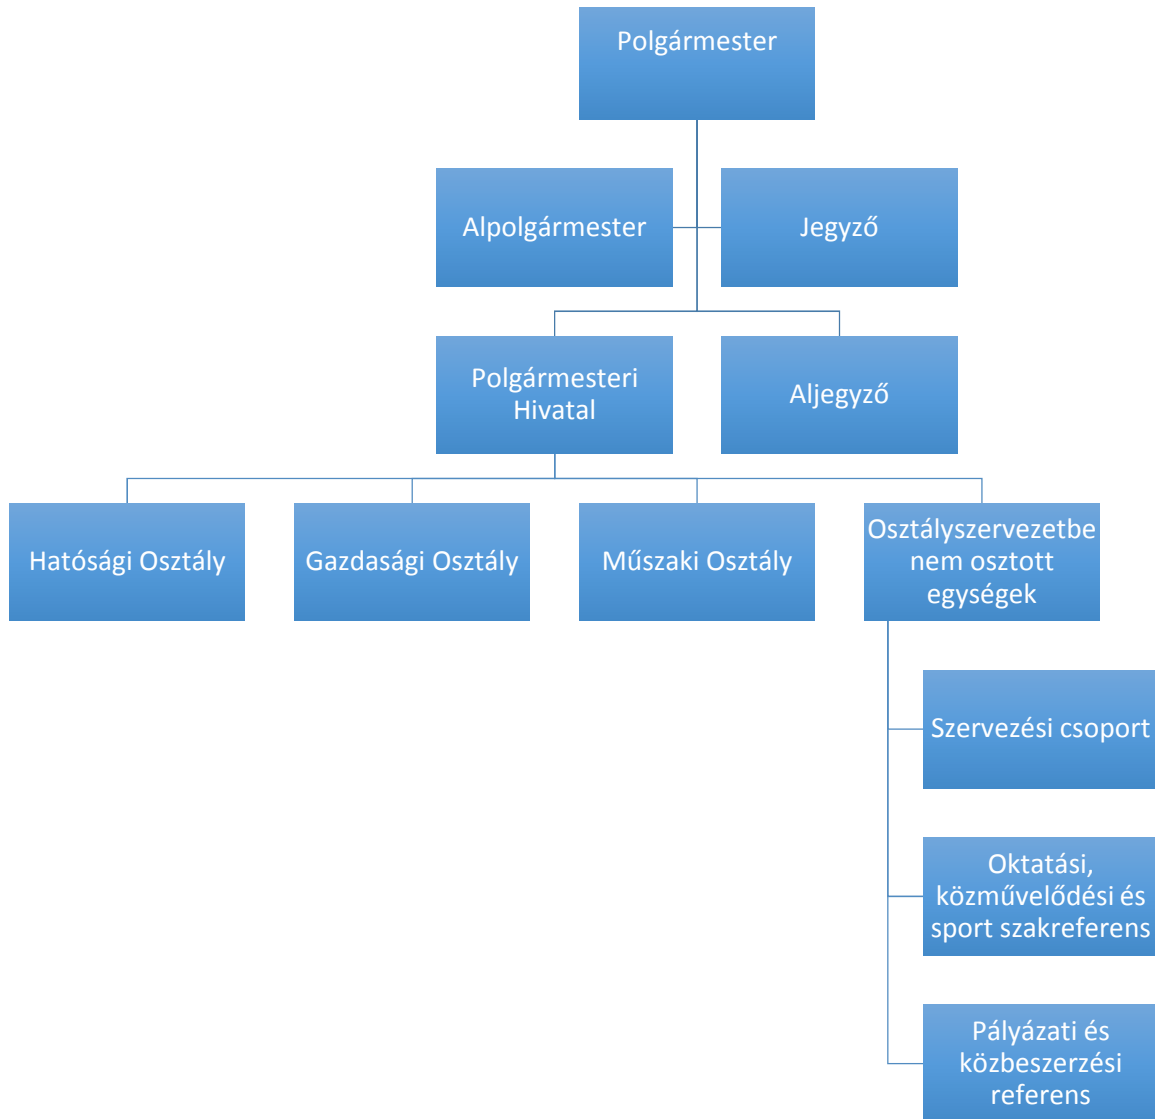 Polgármester
Alpolgármester
Jegyző
Polgármesteri
Hivatal
Aljegyző
Hatósági Osztály
Gazdasági Osztály
Műszaki Osztály
Osztályszervezetbe
nem osztott
egységek
Szervezési csoport
Oktatási,
közművelődési és
sport szakreferens
Pályázati és
közbeszerzési
referens